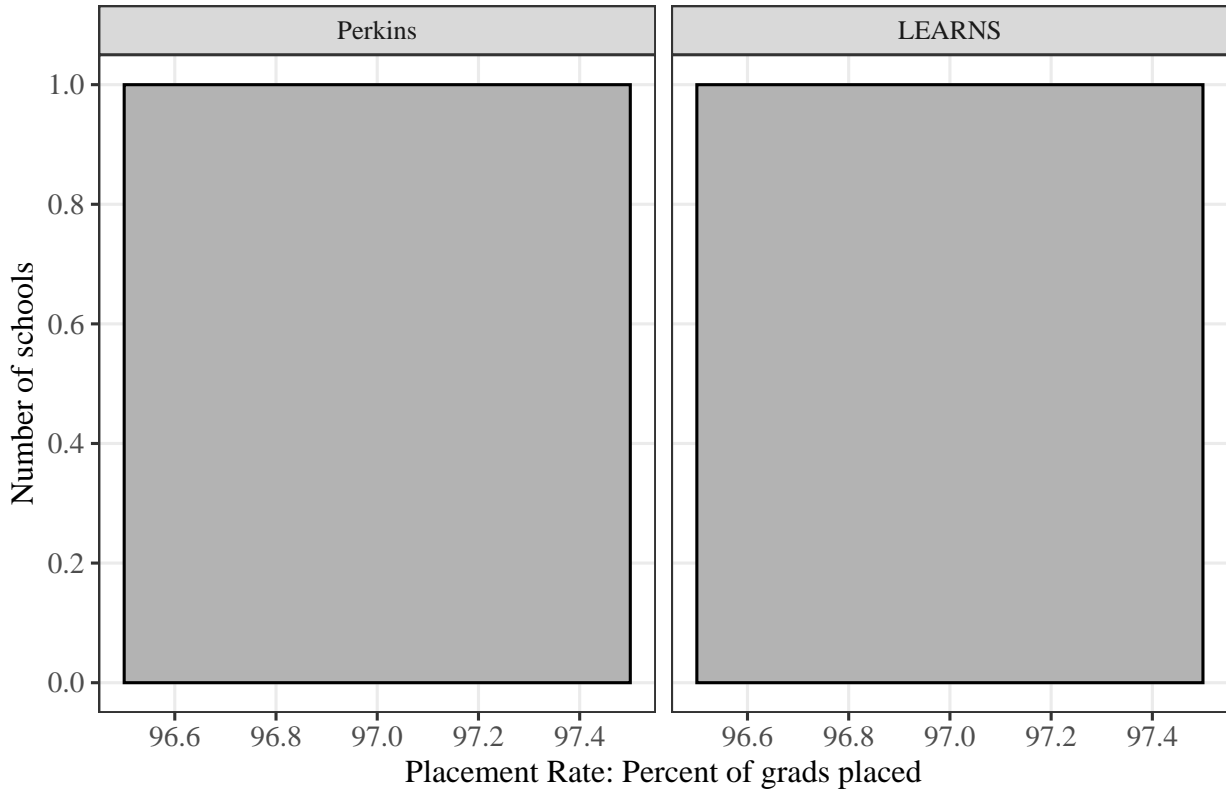 Perkins
LEARNS
Number of schools
1.0
0.8
0.6
0.4
0.2
0.0
96.6 96.8 97.0 97.2 97.4
96.6 96.8 97.0 97.2 97.4
Placement Rate: Percent of grads placed